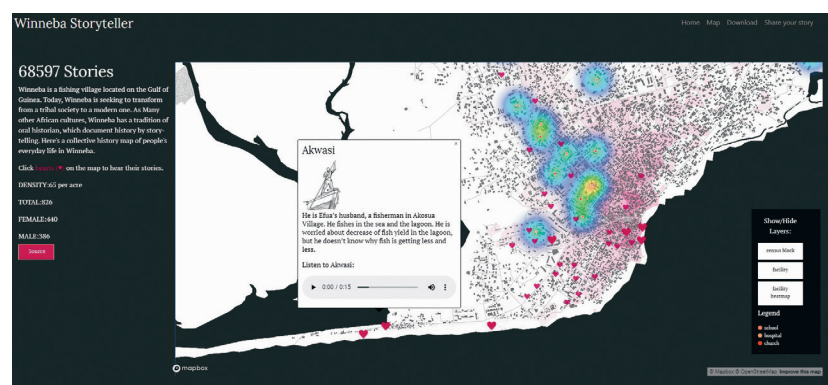 Winneba Storyteller
Home Map Download Share your story
68597 Stories
Winneba is a fishing village located on the Gulf of
Guinea. Today, Winneba is seeking to transform
from a tribal society to a modern one. As Many
other African cultures, Winneba has a tradition of
oral historian, which document history by story-
telling. Here's a collective history map of people's
everyday life in Winneba.
Click hearts(♥) on the map to hear their stories.
DENSITY:65 per acre
TOTAL:826
FEMALE:440
MALE:386
Source
Akwasi
×
He is Efua's husband, a fisherman in Akosua
Village. He fishes in the sea and the lagoon. He is
worried about decrease of fish yield in the lagoon,
but he doesn't know why fish is getting less and
less.
Listen to Akwasi:
0:00 / 0:15
Show/Hide
Layers:
census block
facility
facility
heatmap
Legend
school
hospital
church
mapbox
© Mapbox © OpenStreetMap Improve this map